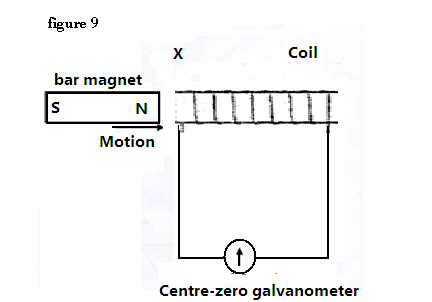 figure 9
X Coil
bar magnet
S N
Motion
Centre-zero galvanometer